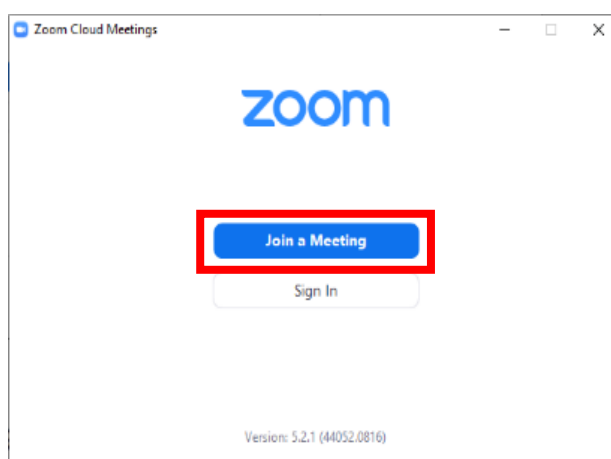 Zoom Cloud Meetings
zoom
Join a Meeting
Sign In
Version: 5.2.1 (44052.0816)